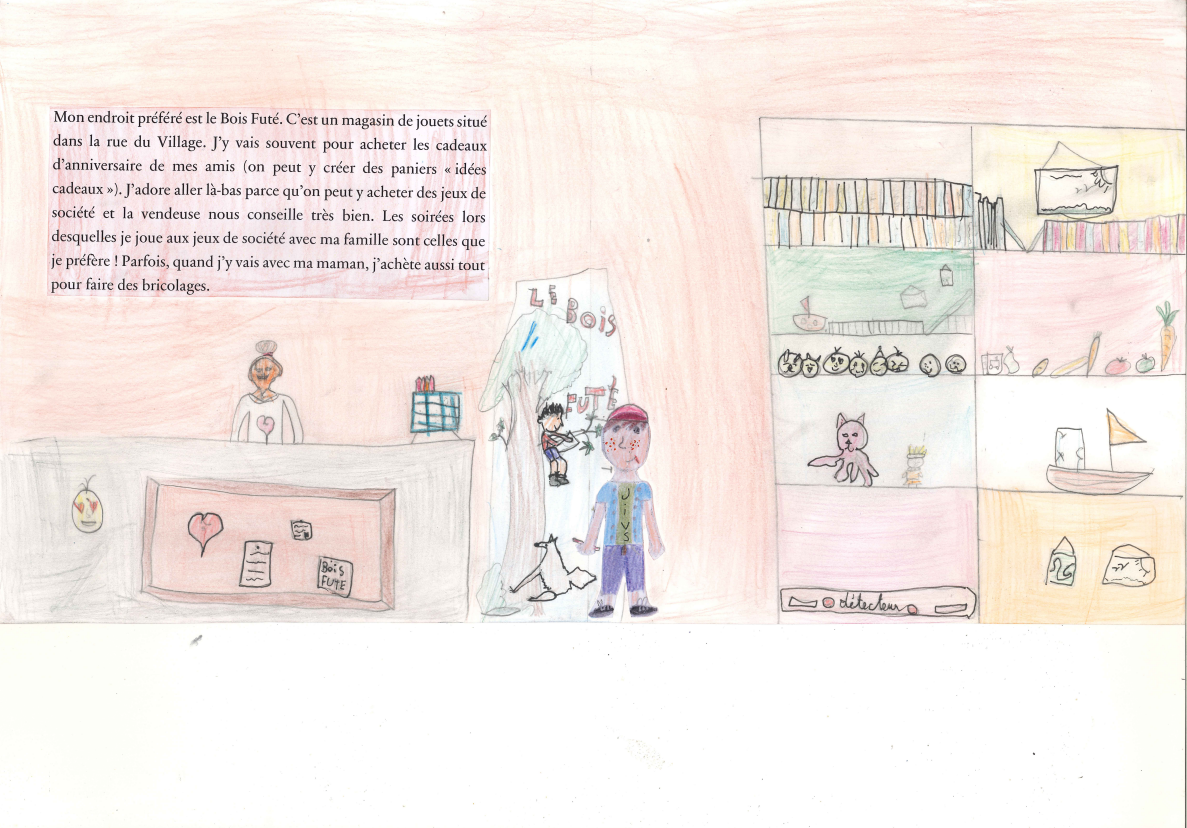 Mon endroit préféré est le Bois Futé. C’est un magasin de jouets situé
dans la rue du Village. J’y vais souvent pour acheter les cadeaux
d’anniversaire de mes amis (on peut y créer des paniers « idées
cadeaux »). J’adore aller là-bas parce qu’on peut y acheter des jeux de
société et la vendeuse nous conseille très bien. Les soirées lors
desquelles je joue aux jeux de société avec ma famille sont celles que
je préfère ! Parfois, quand j’y vais avec ma maman, j’achète aussi tout
pour faire des bricolages.
LE
BOIS
FUTÉ
BOIS
FUTE
détecteur